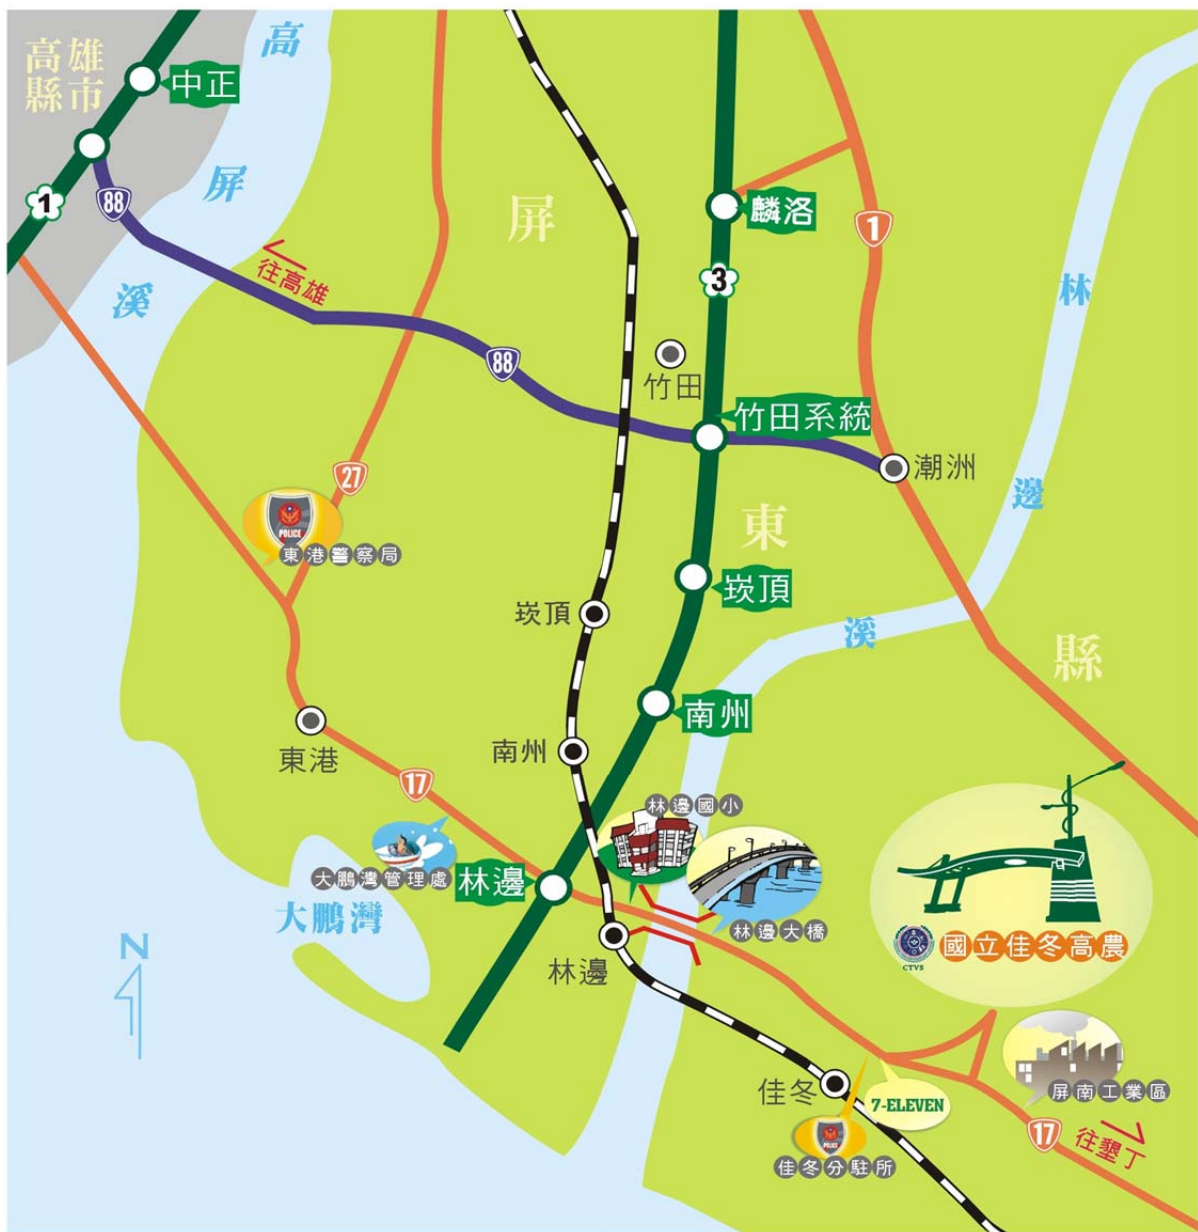 高雄
縣市
中正
高
屏
溪
1
88
往高雄
27
屏
東
縣
麟洛
3
1
林
邊
溪
竹田
88
竹田系統
潮洲
POLICE
東港警察局
崁頂
崁頂
南州
南州
東港
17
大鵬灣管理處
大鵬灣
林邊
林邊國小
林邊大橋
林邊
CTVS
國立佳冬高農
N
佳冬
7-ELEVEN
POLICE
佳冬分駐所
屏南工業區
17
往墾丁